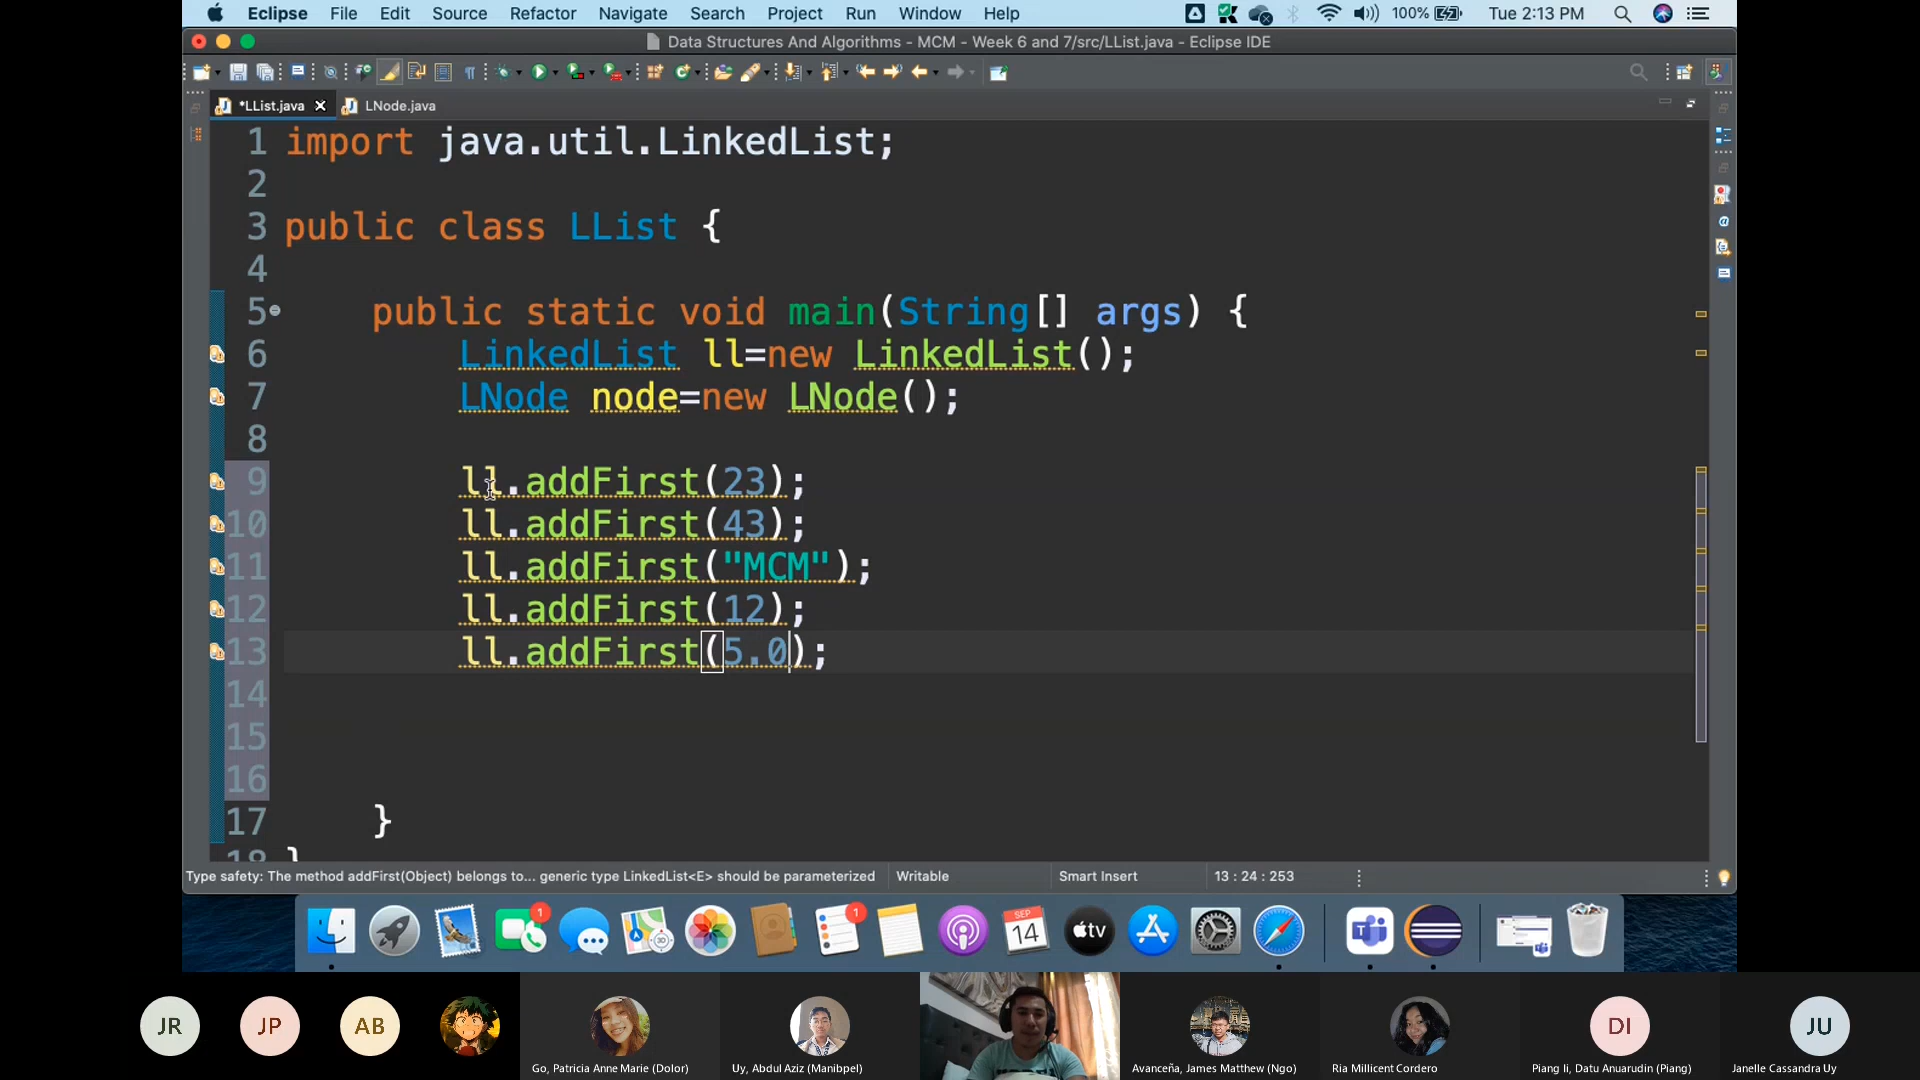 Eclipse File Edit Source Refactor Navigate Search Project Run Window Help 100% Tue 2:13 PM
Data Structures And Algorithms - MCM - Week 6 and 7/src/LList.java - Eclipse IDE
*LList.java LNode.java
1 import java.util.LinkedList;
2
3 public class LList {
4
5 public static void main(String[] args) {
6 LinkedList ll=new LinkedList();
7 LNode node=new LNode();
8
9 ll.addFirst(23);
10 ll.addFirst(43);
11 ll.addFirst("MCM");
12 ll.addFirst(12);
13 ll.addFirst(5.0);
14
15
16
17 }
18 }
Type safety: The method addFirst(Object) belongs to... generic type LinkedList<E> should be parameterized Writable Smart Insert 13 : 24 : 253
1
1
SEP
14
tv
JR JP AB DI JU
Go, Patricia Anne Marie (Dolor) Uy, Abdul Aziz (Manibpel) Avanceña, James Matthew (Ngo) Ria Millicent Cordero Piang Ii, Datu Anuarudin (Piang) Janelle Cassandra Uy